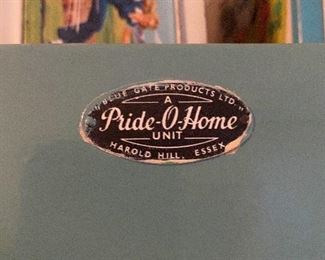 "BLUE GATE PRODUCTS LTD."
A
Pride-O-Home
UNIT
HAROLD HILL, ESSEX